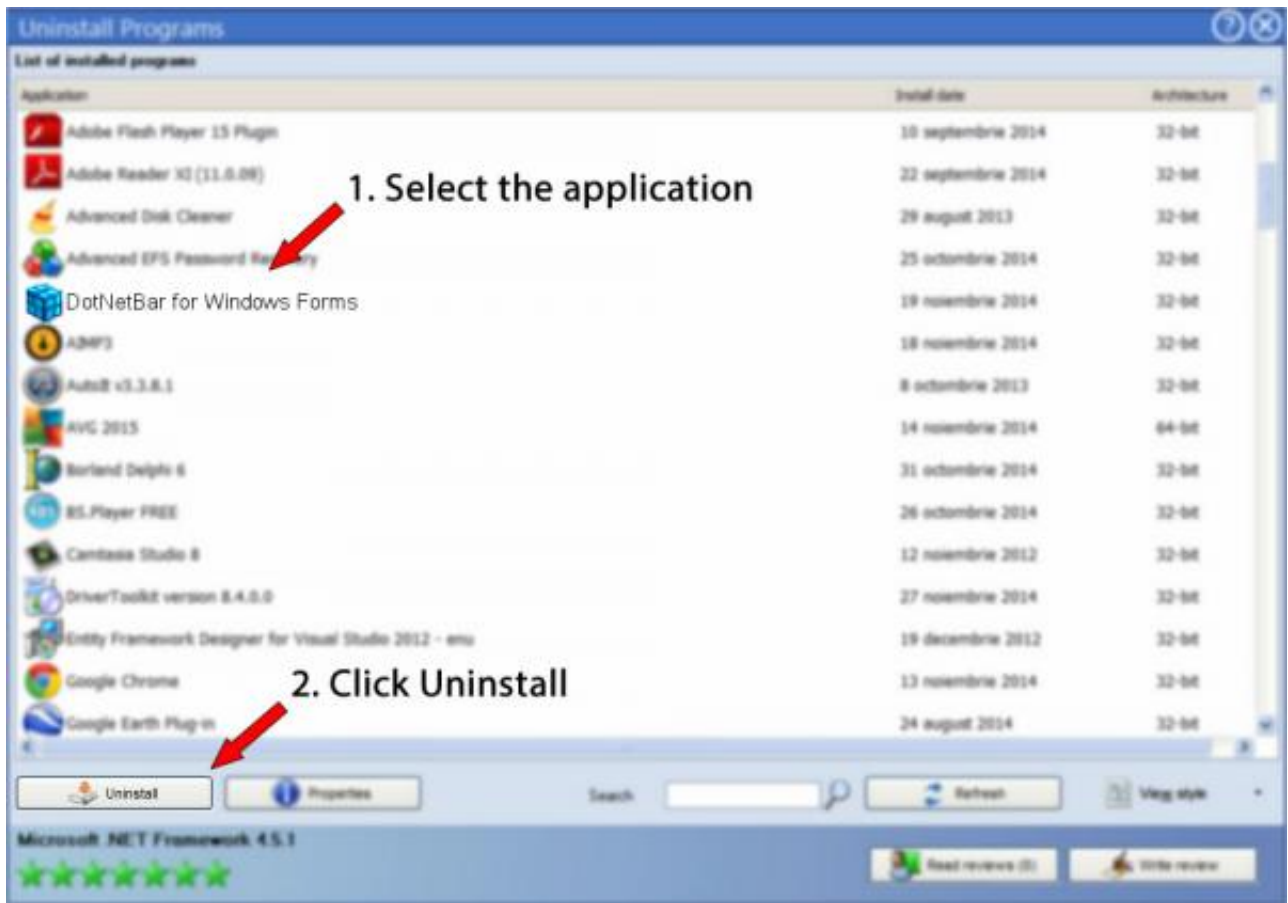 Uninstall Programs
List of installed programs
Application Install date Architecture
Adobe Flash Player 15 Plugin 10 septembrie 2014 32-bit
Adobe Reader XI (11.0.09) 22 septembrie 2014 32-bit
1. Select the application
Advanced Disk Cleaner 29 august 2013 32-bit
Advanced EFS Password 25 octombrie 2014 32-bit
DotNetBar for Windows Forms 19 noiembrie 2014 32-bit
AIMP3 18 noiembrie 2014 32-bit
AutoIt v3.3.8.1 8 octombrie 2013 32-bit
AVG 2015 14 noiembrie 2014 64-bit
Borland Delphi 6 31 octombrie 2014 32-bit
BS.Player FREE 26 octombrie 2014 32-bit
Camtasia Studio 8 12 noiembrie 2012 32-bit
DriverToolkit version 8.4.0.0 27 noiembrie 2014 32-bit
Entity Framework Designer for Visual Studio 2012 - enu 19 decembrie 2012 32-bit
Google Chrome 13 noiembrie 2014 32-bit
2. Click Uninstall
Google Earth Plug-in 24 august 2014 32-bit
Uninstall Properties Search Refresh View style
Microsoft .NET Framework 4.5.1
Read reviews (0) Write review